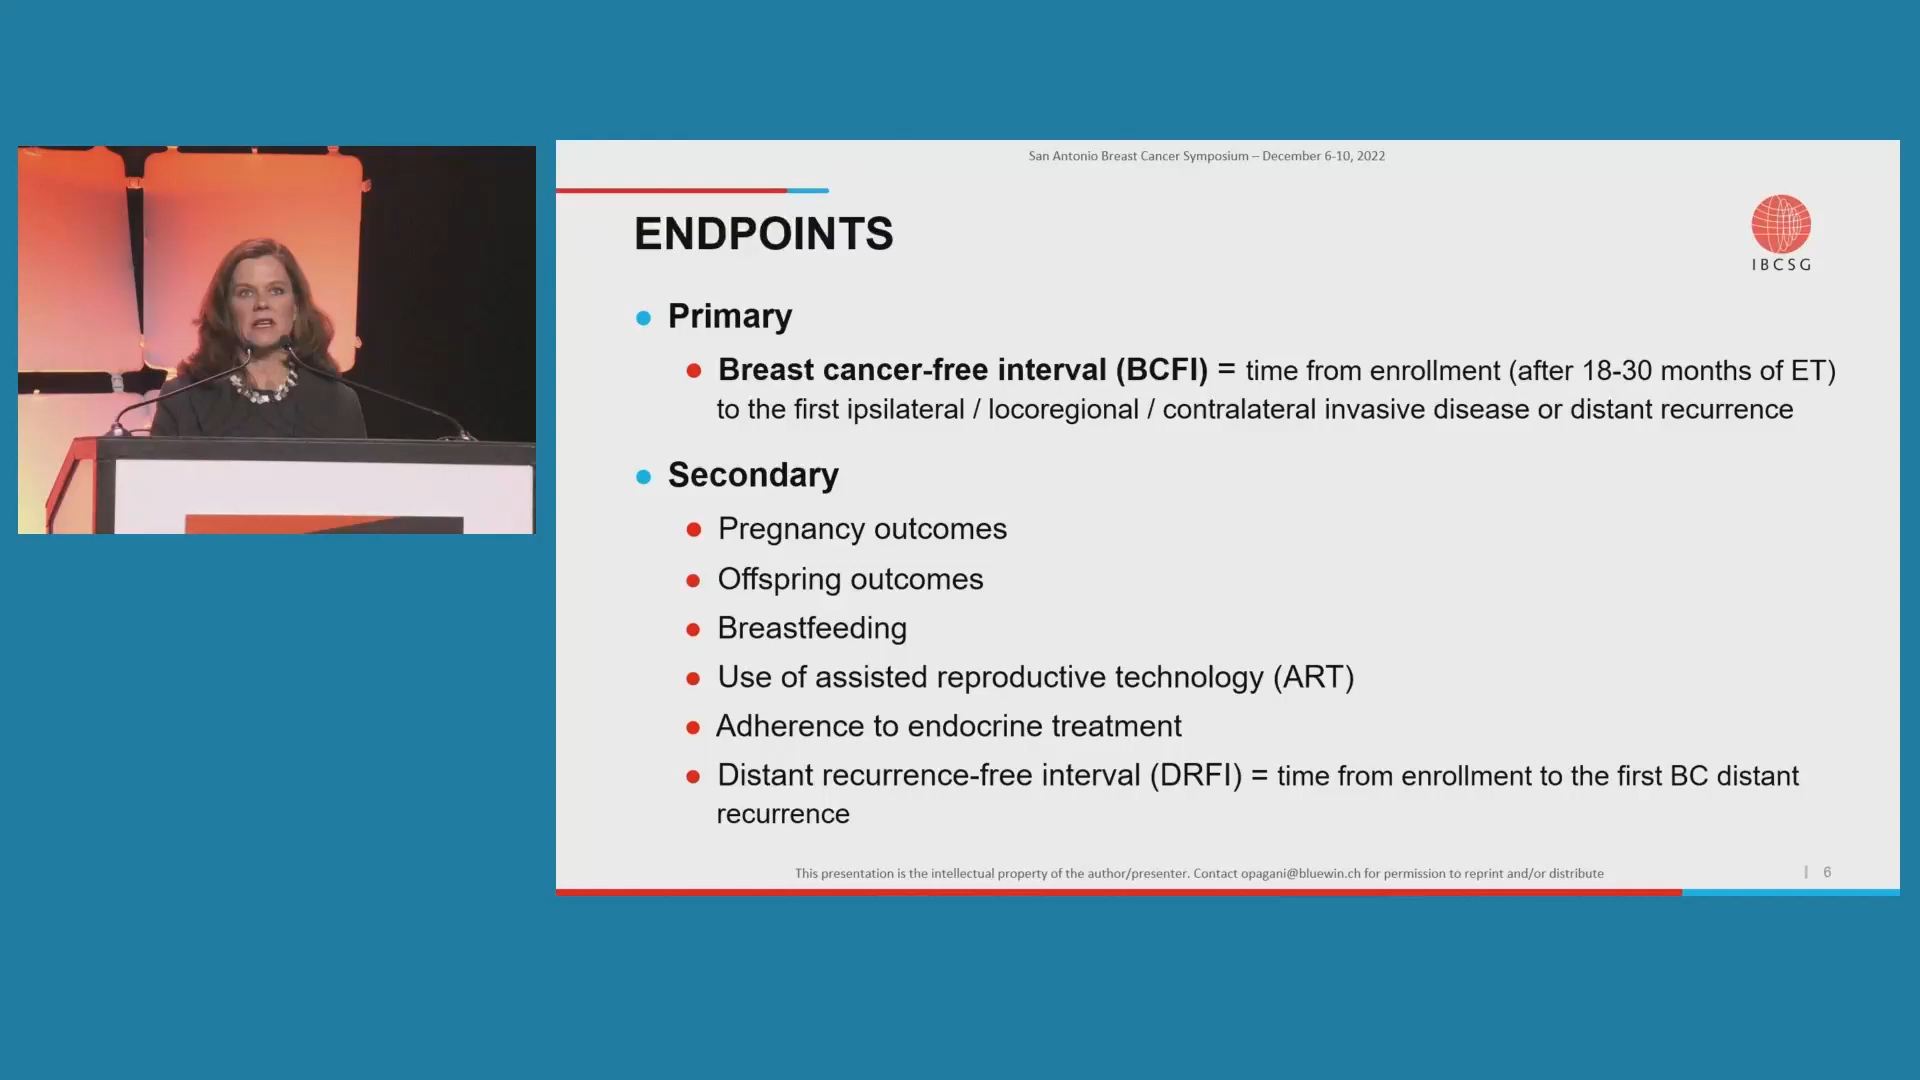 San Antonio Breast Cancer Symposium – December 6-10, 2022
ENDPOINTS
IBCSG
Primary
Breast cancer-free interval (BCFI) = time from enrollment (after 18-30 months of ET)
to the first ipsilateral / locoregional / contralateral invasive disease or distant recurrence
Secondary
Pregnancy outcomes
Offspring outcomes
Breastfeeding
Use of assisted reproductive technology (ART)
Adherence to endocrine treatment
Distant recurrence-free interval (DRFI) = time from enrollment to the first BC distant
recurrence
This presentation is the intellectual property of the author/presenter. Contact opagani@bluewin.ch for permission to reprint and/or distribute
| 6